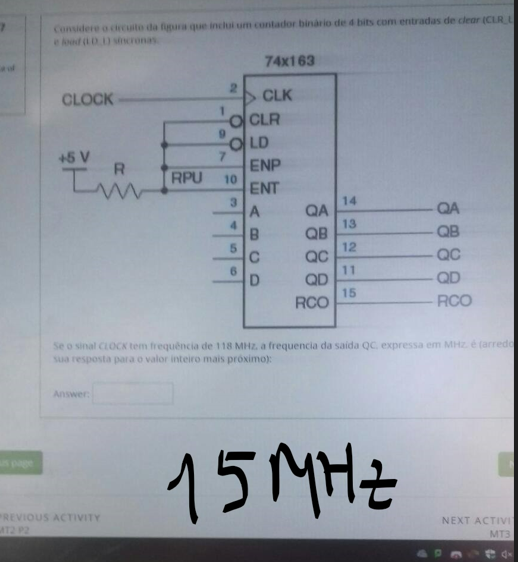 Considere o circuito da figura que inclui um contador binário de 4 bits com entradas de clear (CLR_L
e load (LD_L) síncronas.
74x163
CLOCK
2
CLK
1
CLR
9
LD
+5 V
R
RPU
7
ENP
10
ENT
3
A
QA
14
QA
4
B
QB
13
QB
5
C
QC
12
QC
6
D
QD
11
QD
RCO
15
RCO
Se o sinal CLOCK tem frequência de 118 MHz, a frequencia da saída QC, expressa em MHz, é (arredo
sua resposta para o valor inteiro mais próximo):
Answer:
15MHz
page
PREVIOUS ACTIVITY
MT2 P2
NEXT ACTIVI
MT3